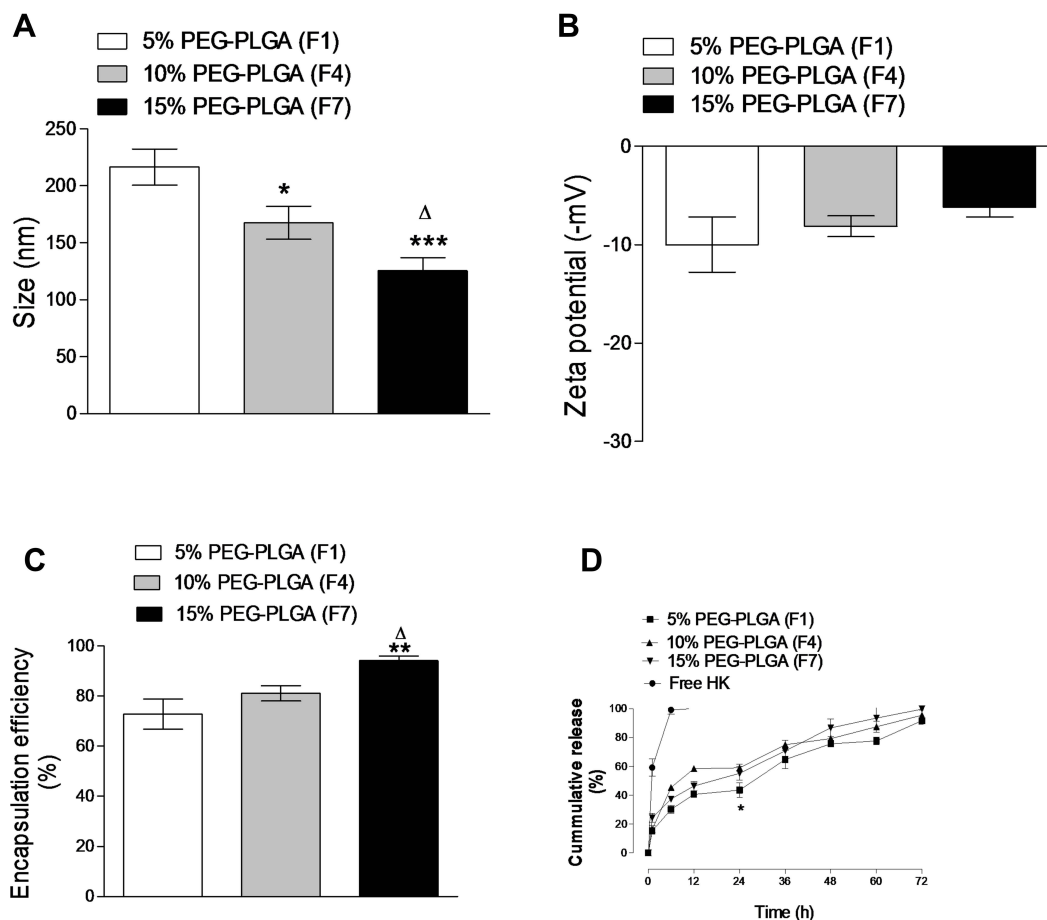 A
5% PEG-PLGA (F1)
10% PEG-PLGA (F4)
15% PEG-PLGA (F7)
250
200
150
100
50
0
Size (nm)
*
Δ
***
B
5% PEG-PLGA (F1)
10% PEG-PLGA (F4)
15% PEG-PLGA (F7)
0
-10
-20
-30
Zeta potential (-mV)
C
5% PEG-PLGA (F1)
10% PEG-PLGA (F4)
15% PEG-PLGA (F7)
100
80
60
40
20
0
Encapsulation efficiency
(%)
Δ
**
D
5% PEG-PLGA (F1)
10% PEG-PLGA (F4)
15% PEG-PLGA (F7)
Free HK
100
80
60
40
20
0
Cummulative release
(%)
*
0 12 24 36 48 60 72
Time (h)